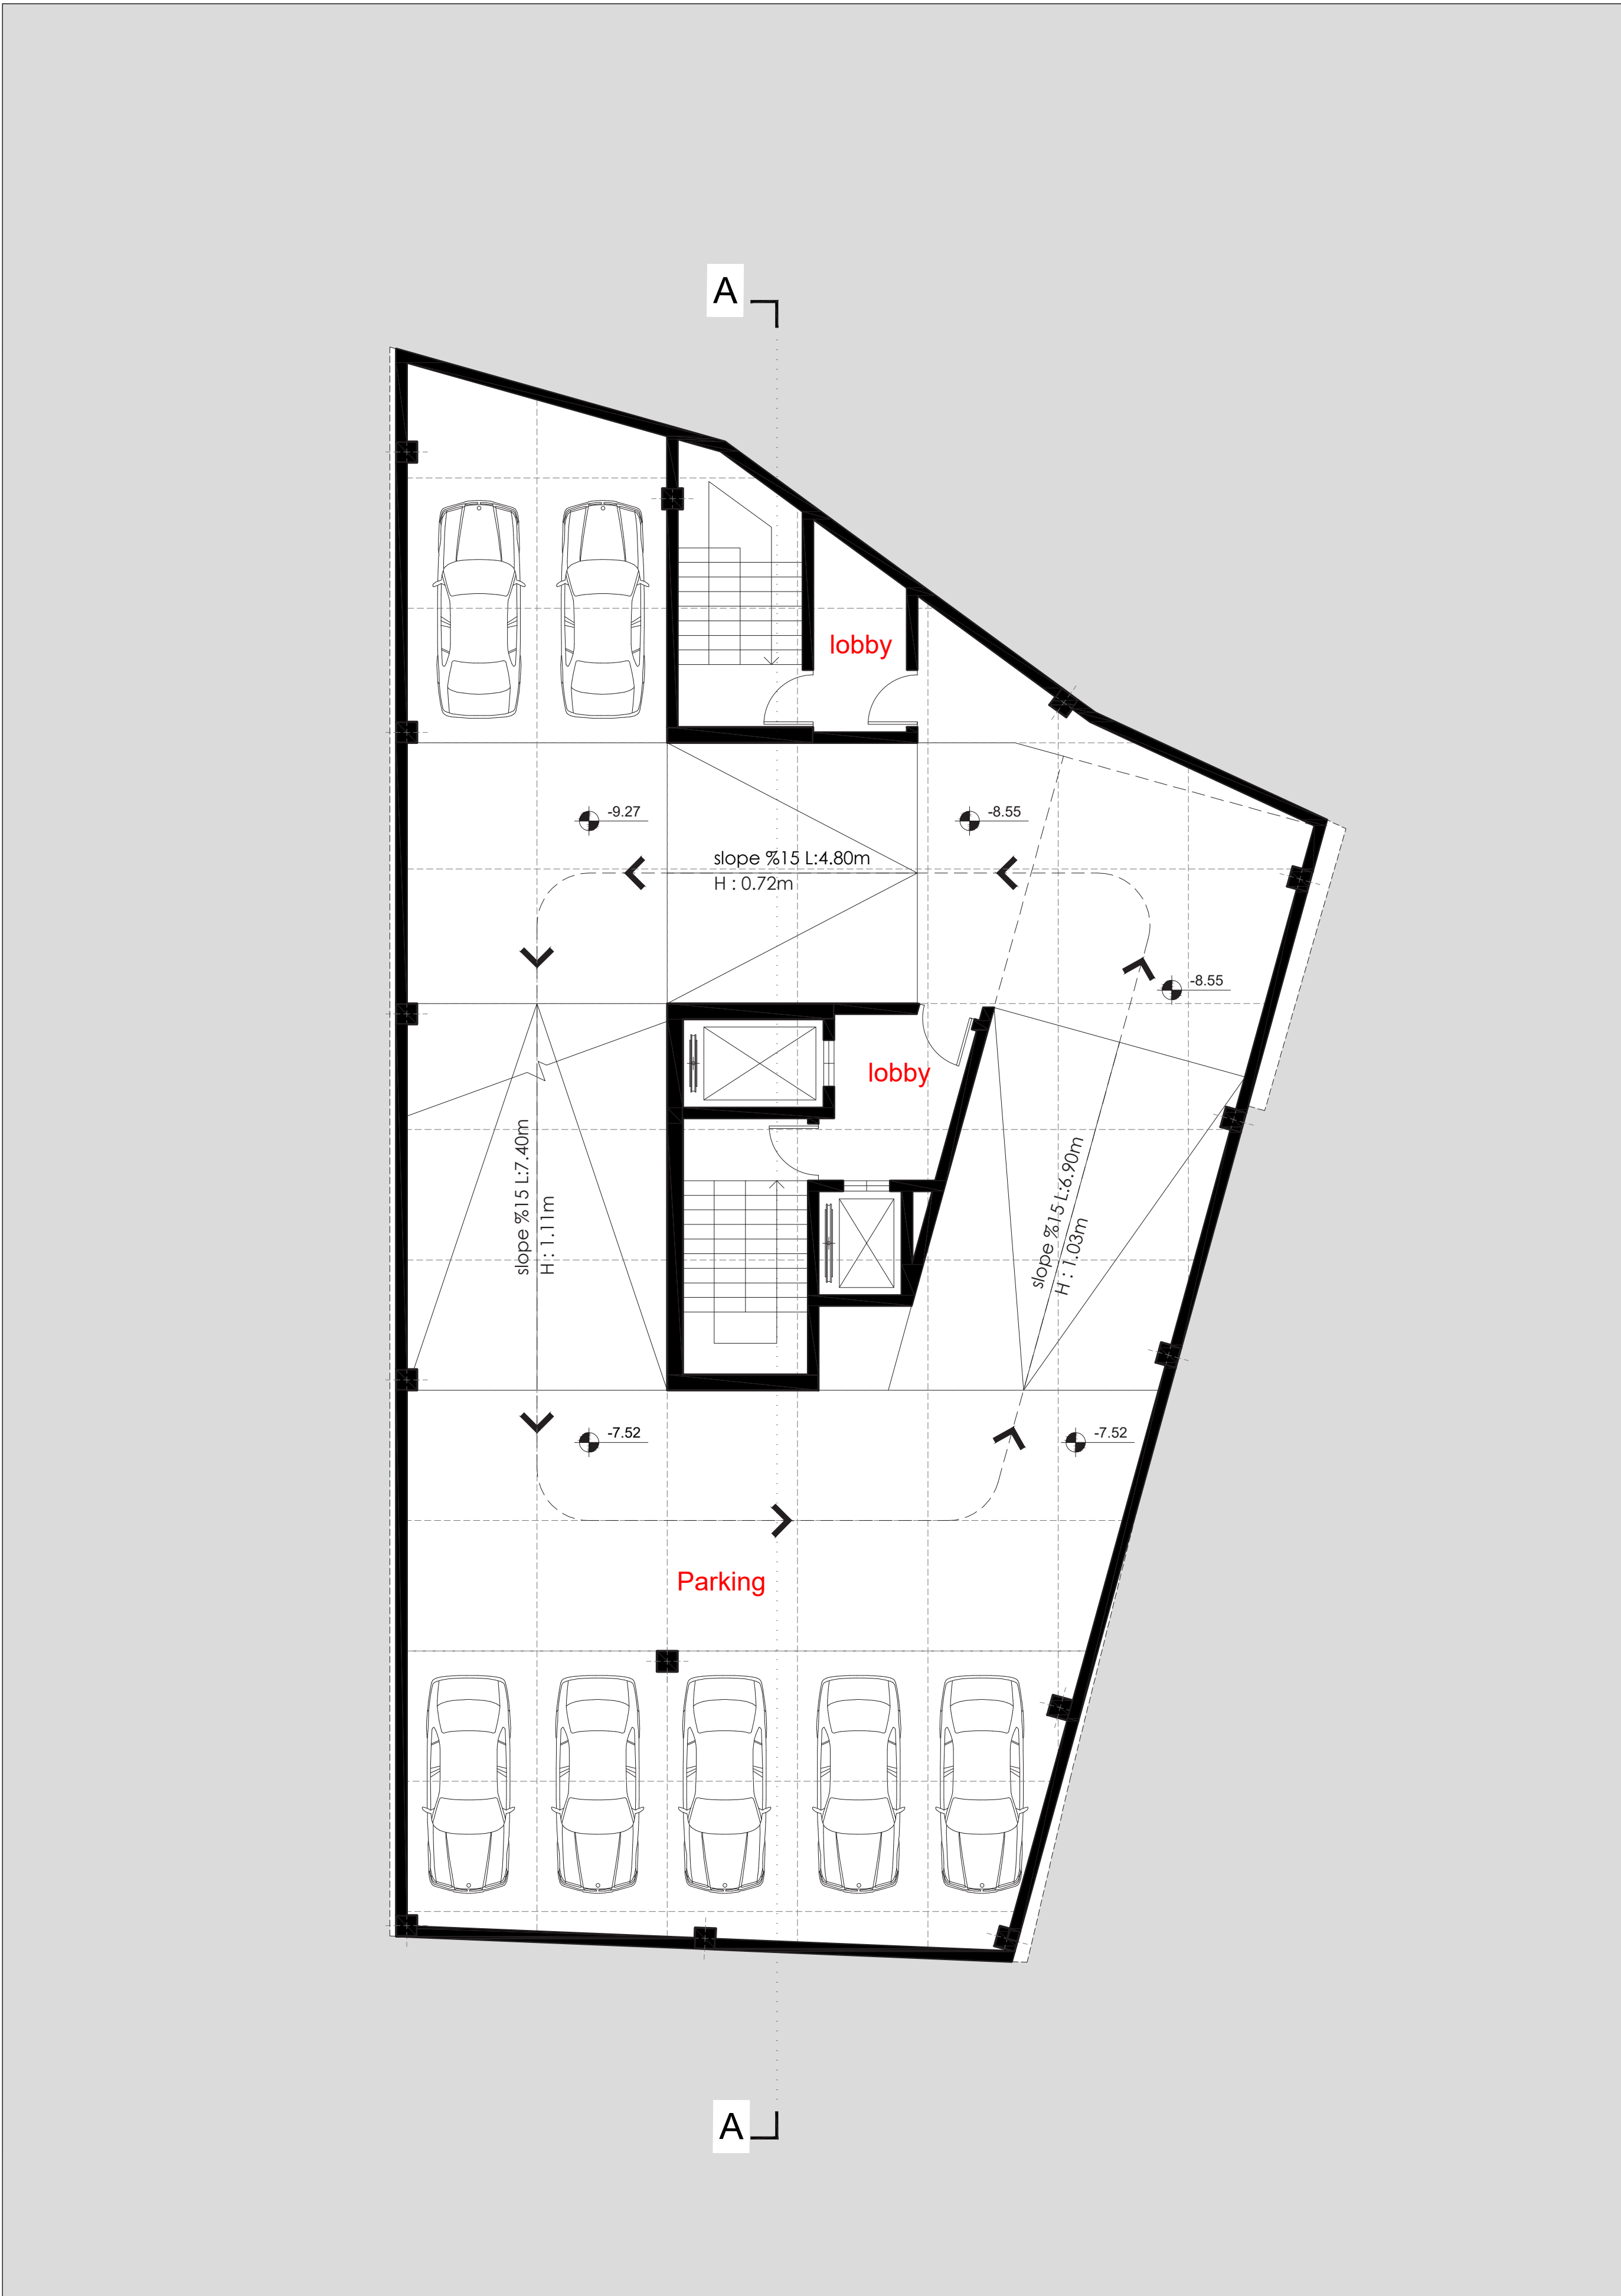 A
lobby
-9.27
-8.55
slope %15 L:4.80m
H : 0.72m
-8.55
lobby
slope %15 L:7.40m
H : 1.11m
slope %15 L:6.90m
H : 1.03m
-7.52
-7.52
Parking
A